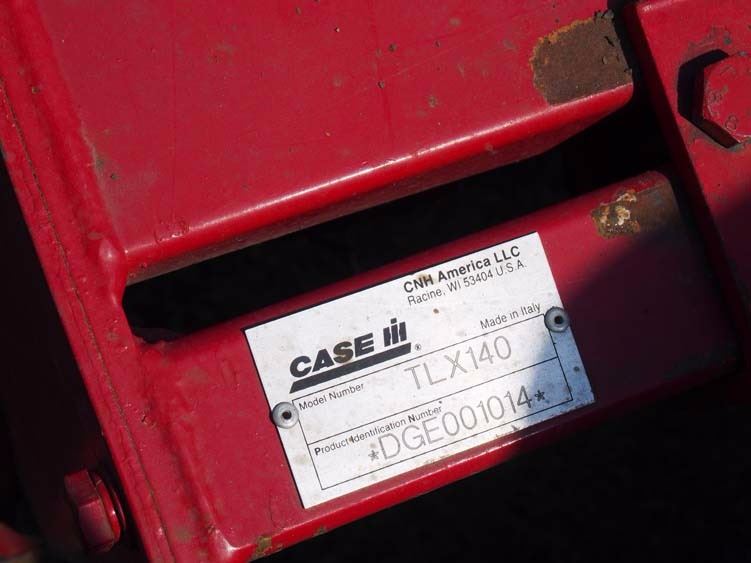 CNH America LLC
Racine, WI 53404 U.S.A.
CASE IH ®
Made in Italy
Model Number TLX140
Product Identification Number
*DGE001014*